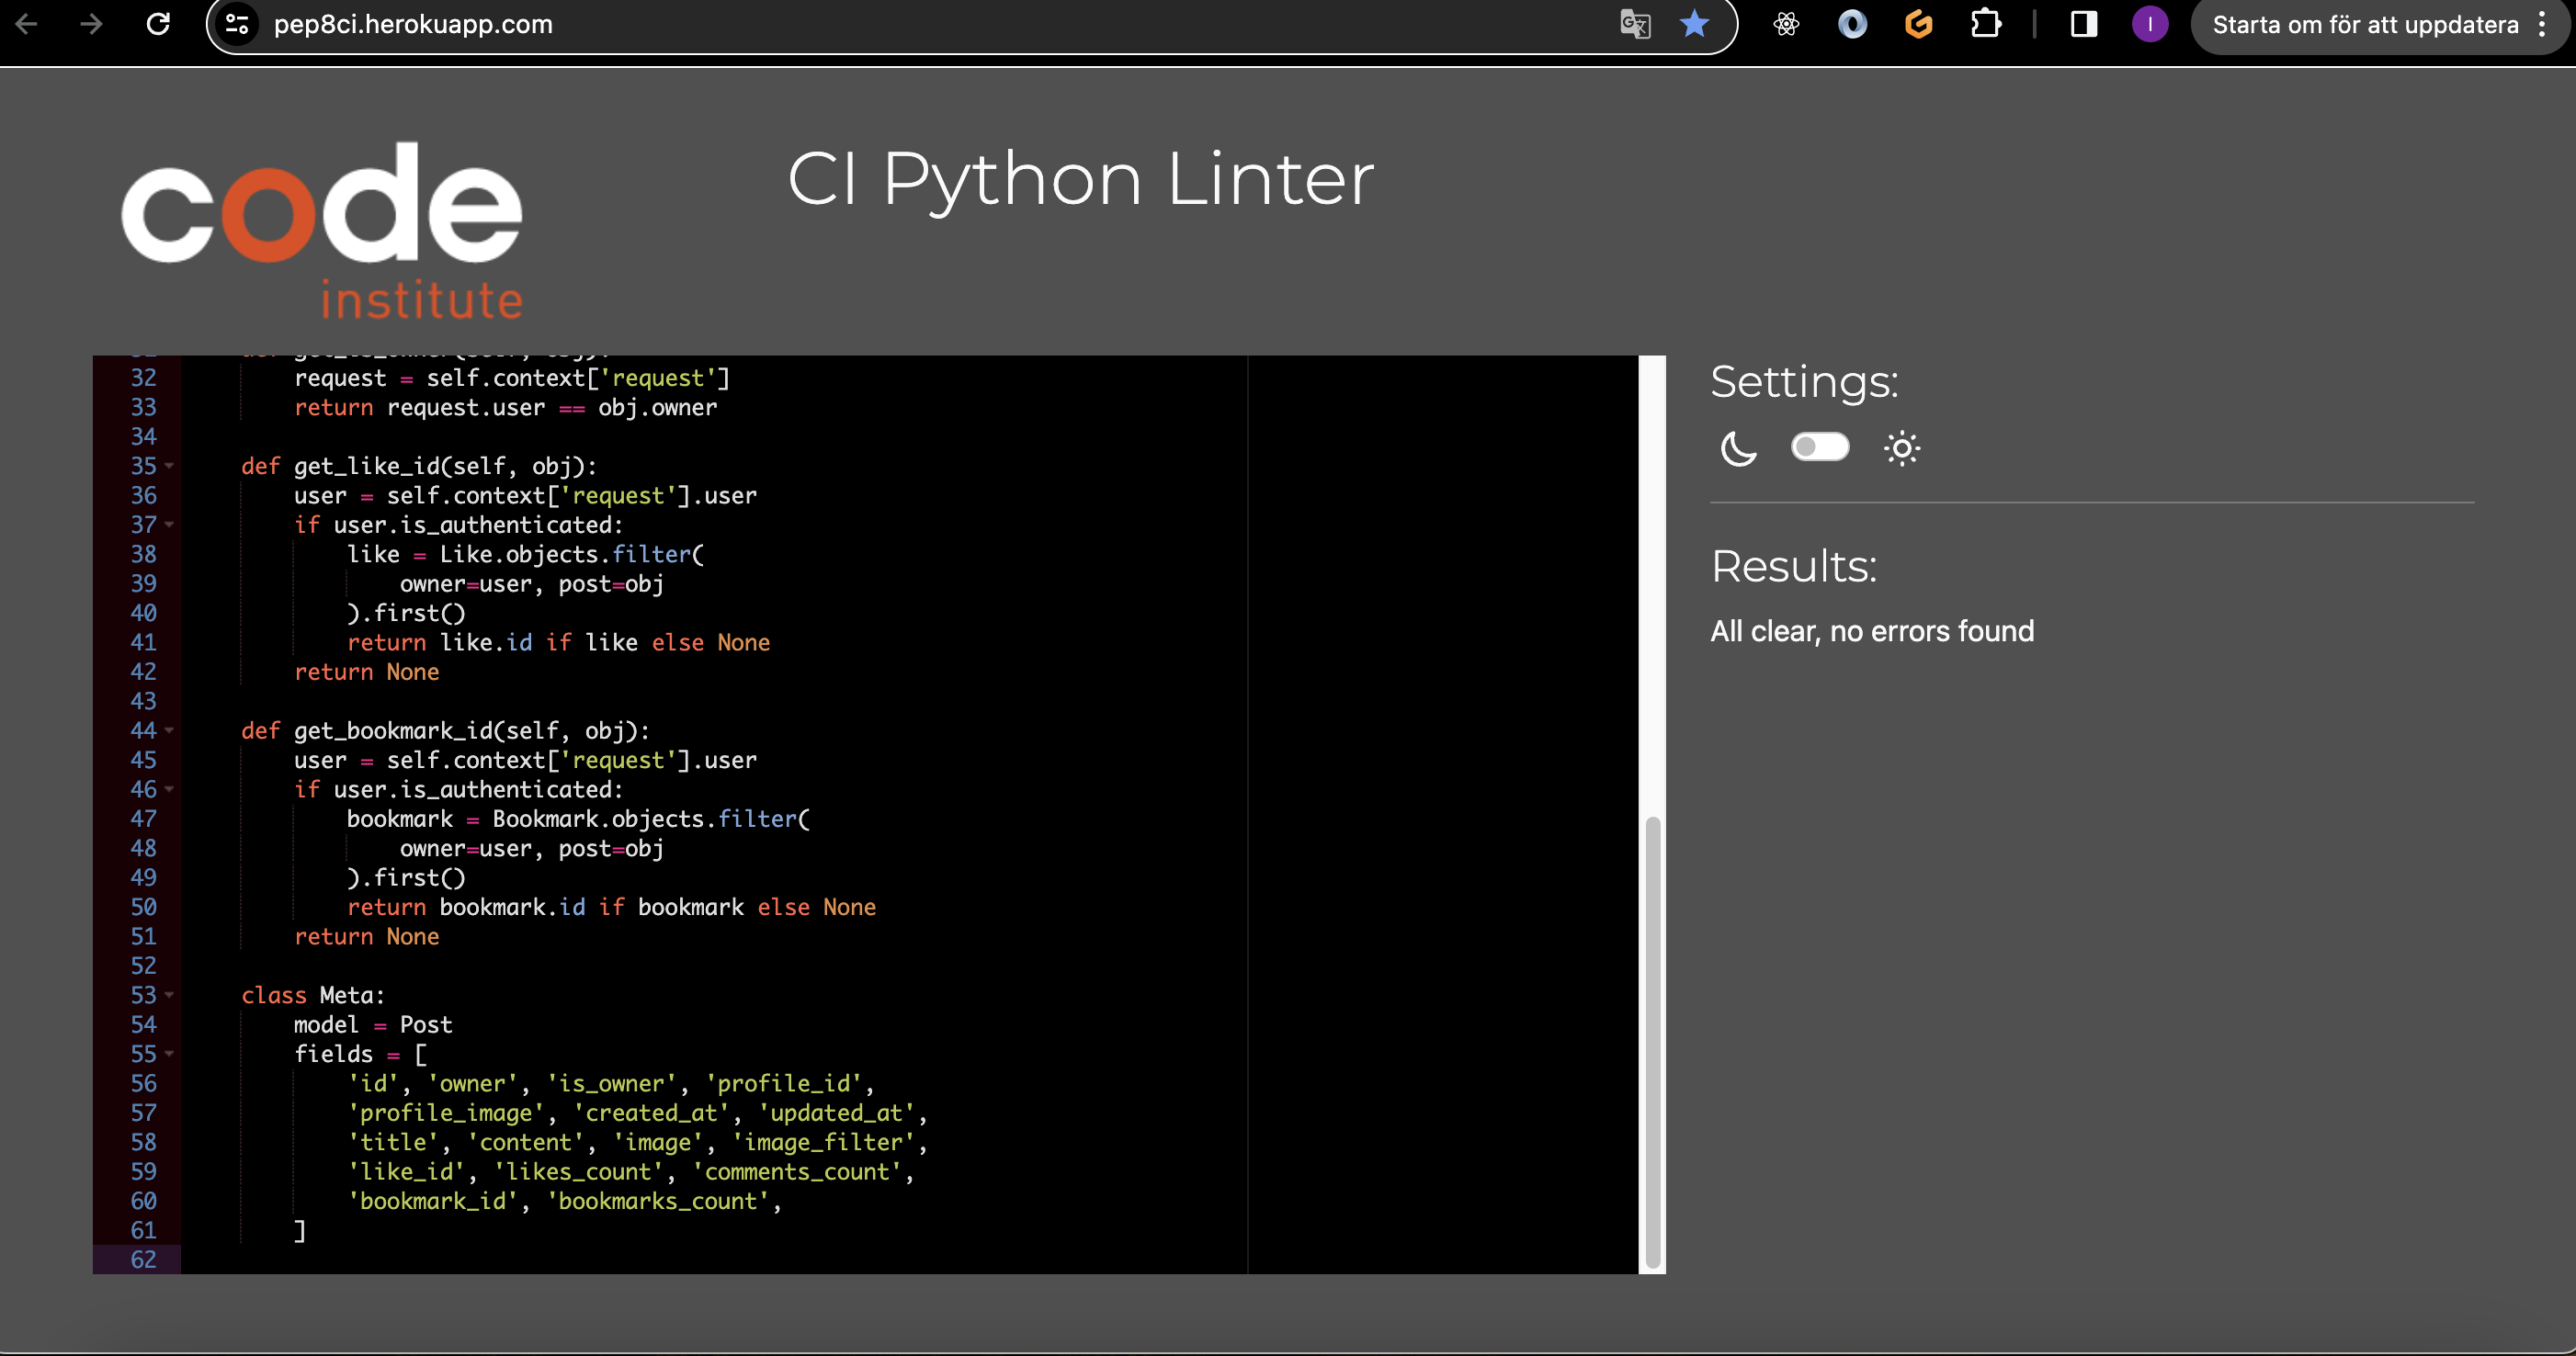 pep8ci.herokuapp.com
Starta om för att uppdatera
code
institute
CI Python Linter
32 request = self.context['request']
33 return request.user == obj.owner
34
35 def get_like_id(self, obj):
36 user = self.context['request'].user
37 if user.is_authenticated:
38 like = Like.objects.filter(
39 owner=user, post=obj
40 ).first()
41 return like.id if like else None
42 return None
43
44 def get_bookmark_id(self, obj):
45 user = self.context['request'].user
46 if user.is_authenticated:
47 bookmark = Bookmark.objects.filter(
48 owner=user, post=obj
49 ).first()
50 return bookmark.id if bookmark else None
51 return None
52
53 class Meta:
54 model = Post
55 fields = [
56 'id', 'owner', 'is_owner', 'profile_id',
57 'profile_image', 'created_at', 'updated_at',
58 'title', 'content', 'image', 'image_filter',
59 'like_id', 'likes_count', 'comments_count',
60 'bookmark_id', 'bookmarks_count',
61 ]
62
Settings:
Results:
All clear, no errors found